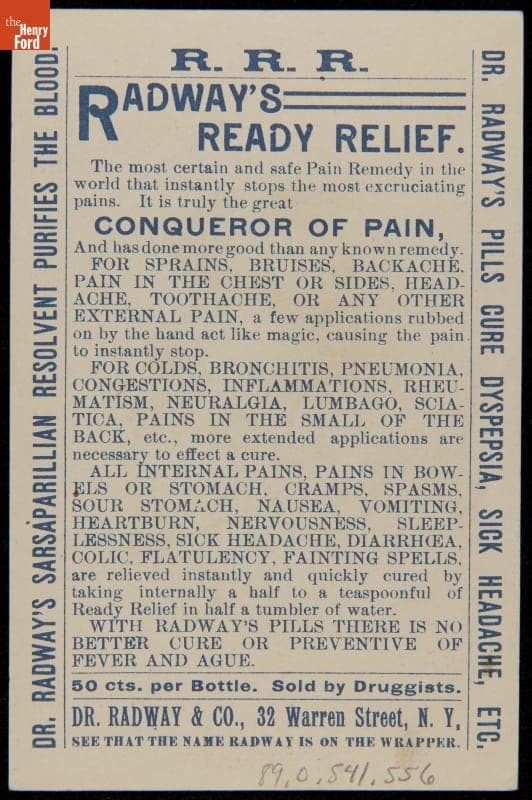 the
Henry
Ford
R. R. R.
RADWAY'S
READY RELIEF.
The most certain and safe Pain Remedy in the
world that instantly stops the most excruciating
pains. It is truly the great
CONQUEROR OF PAIN,
And has done more good than any known remedy.
FOR SPRAINS, BRUISES, BACKACHE,
PAIN IN THE CHEST OR SIDES, HEAD-
ACHE, TOOTHACHE, OR ANY OTHER
EXTERNAL PAIN, a few applications rubbed
on by the hand act like magic, causing the pain
to instantly stop.
FOR COLDS, BRONCHITIS, PNEUMONIA,
CONGESTIONS, INFLAMMATIONS, RHEU-
MATISM, NEURALGIA, LUMBAGO, SCIA-
TICA, PAINS IN THE SMALL OF THE
BACK, etc., more extended applications are
necessary to effect a cure.
ALL INTERNAL PAINS, PAINS IN BOW-
ELS OR STOMACH, CRAMPS, SPASMS,
SOUR STOMACH, NAUSEA, VOMITING,
HEARTBURN, NERVOUSNESS, SLEEP-
LESSNESS, SICK HEADACHE, DIARRHŒA,
COLIC, FLATULENCY, FAINTING SPELLS,
are relieved instantly and quickly cured by
taking internally a half to a teaspoonful of
Ready Relief in half a tumbler of water.
WITH RADWAY'S PILLS THERE IS NO
BETTER CURE OR PREVENTIVE OF
FEVER AND AGUE.
50 cts. per Bottle. Sold by Druggists.
DR. RADWAY & CO., 32 Warren Street, N. Y.
SEE THAT THE NAME RADWAY IS ON THE WRAPPER.
DR. RADWAY'S SARSAPARILLIAN RESOLVENT PURIFIES THE BLOOD.
DR. RADWAY'S PILLS CURE DYSPEPSIA, SICK HEADACHE, ETC.
89.0.541.556